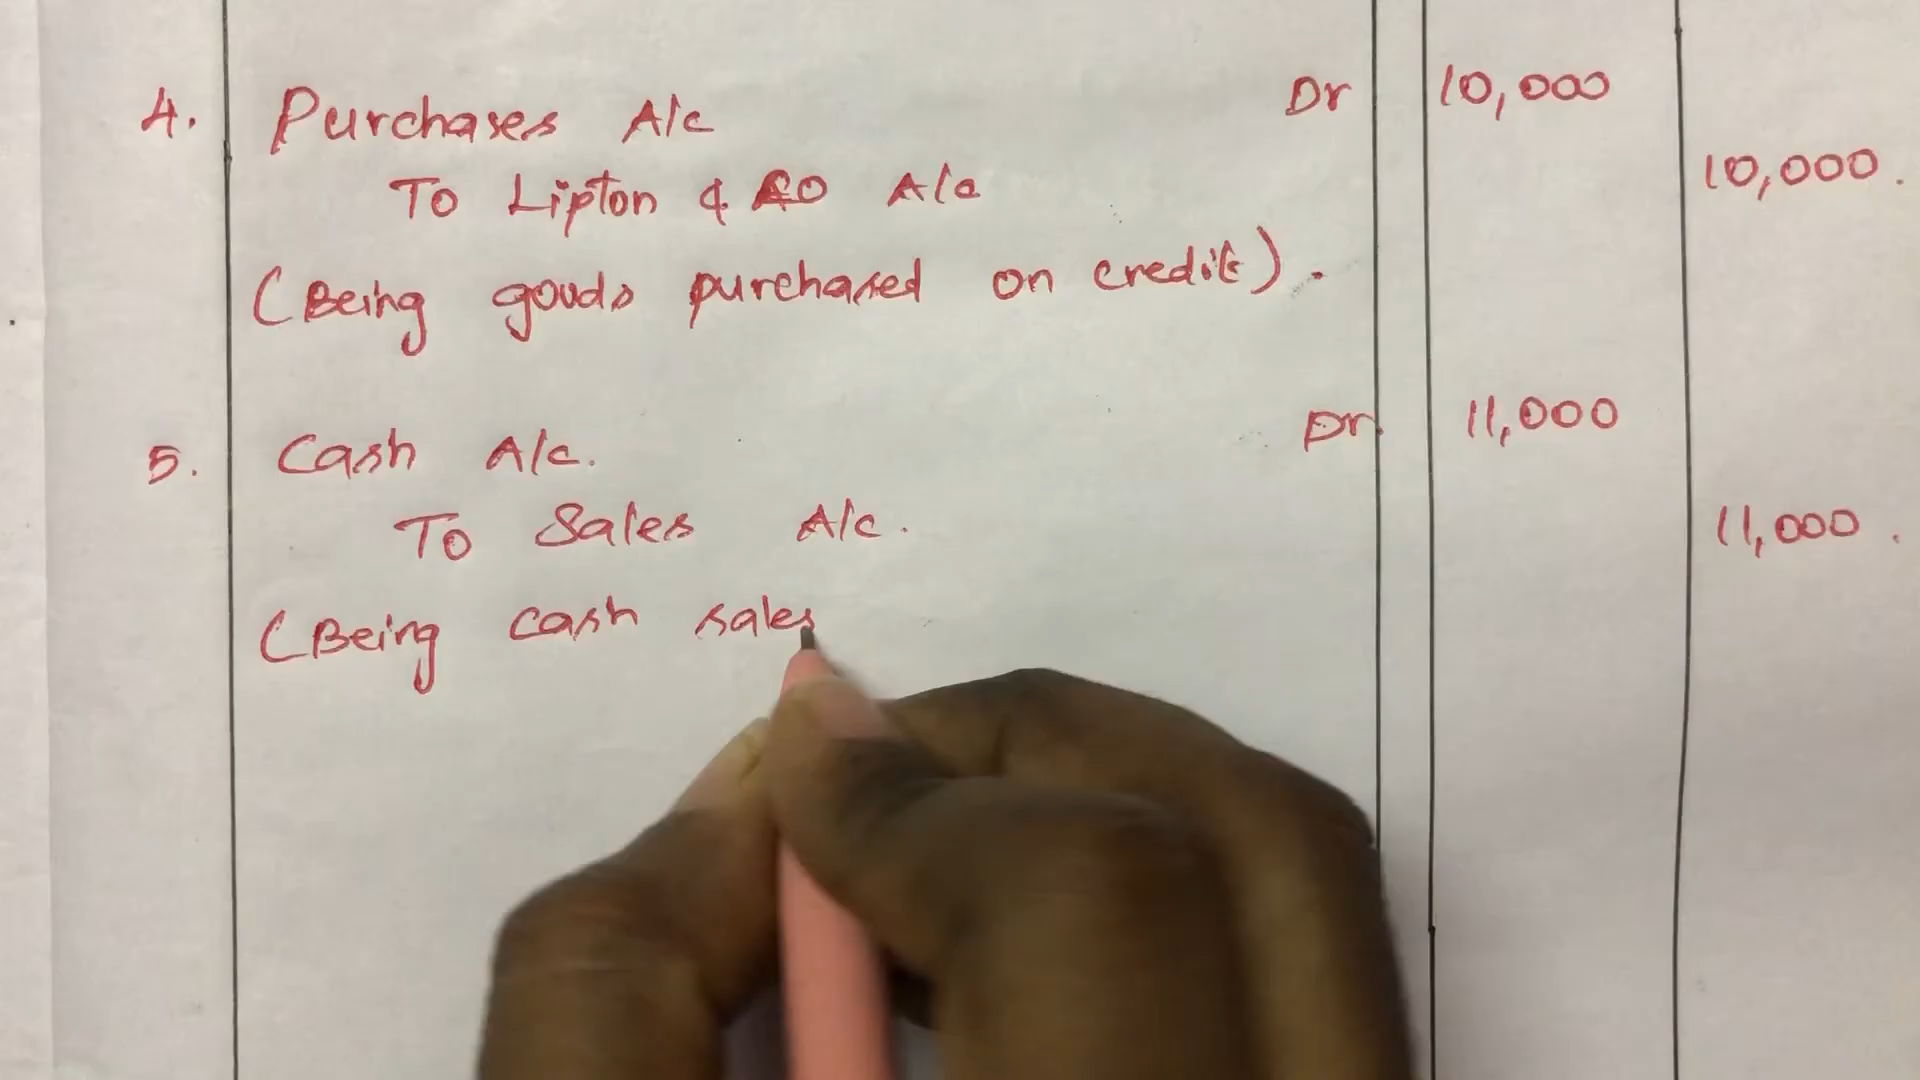 4. Purchases A/c Dr 10,000
To Lipton & CO A/c 10,000.
(Being goods purchased on credit).
5. Cash A/c. Dr. 11,000
To Sales A/c. 11,000.
(Being cash sales